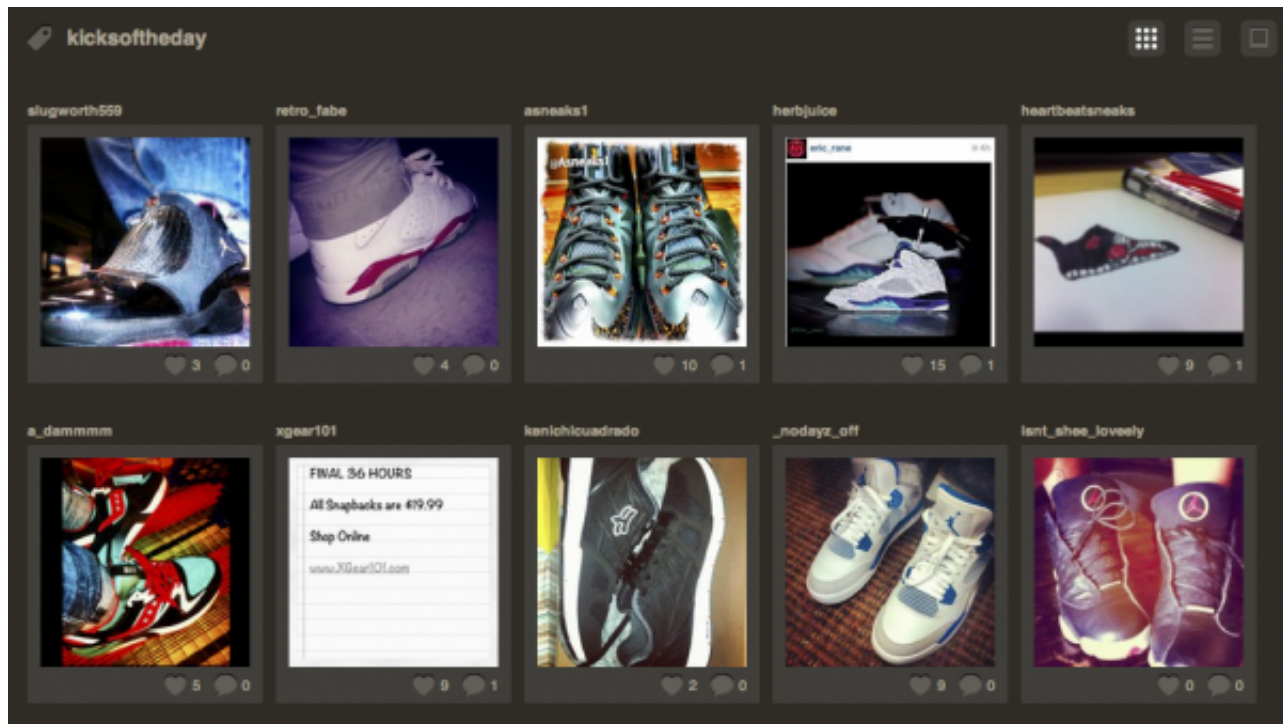 kicksoftheday
slugworth559
retro_fabe
asneaks1
herbjuice
heartbeatsneaks
@Asneaks1
eric_rane
3 0
4 0
10 1
15 1
9 1
a_dammmm
xgear101
kenichicuadrado
_nodayz_off
isnt_shee_loveely
FINAL 36 HOURS
All Snapbacks are $19.99
Shop Online
www.XGear101.com
5 0
9 1
2 0
9 0
0 0